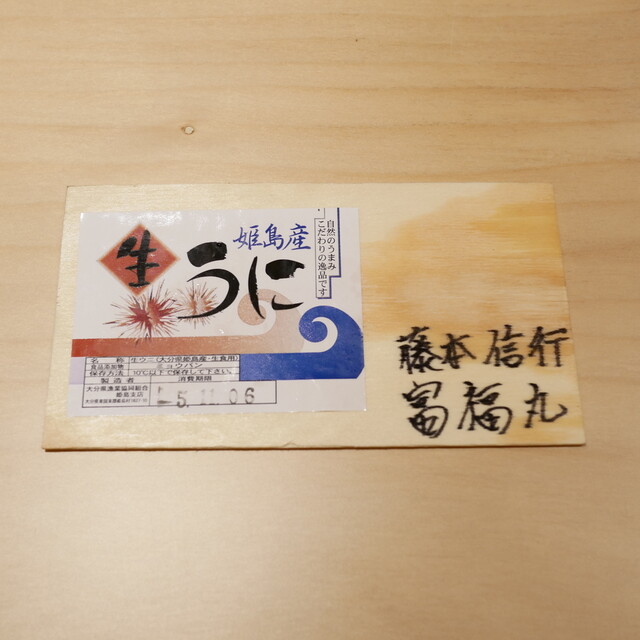 生
うに
姫島産
自然のうまみ
こだわりの逸品です
名称 生ウニ(大分県姫島産・生食用)
食品添加物 ミョウバン
保存方法 10℃以下で保存して下さい。
製造者 消費期限
大分県漁業協同組合
姫島支店
5.11.06
藤本信行
富福丸